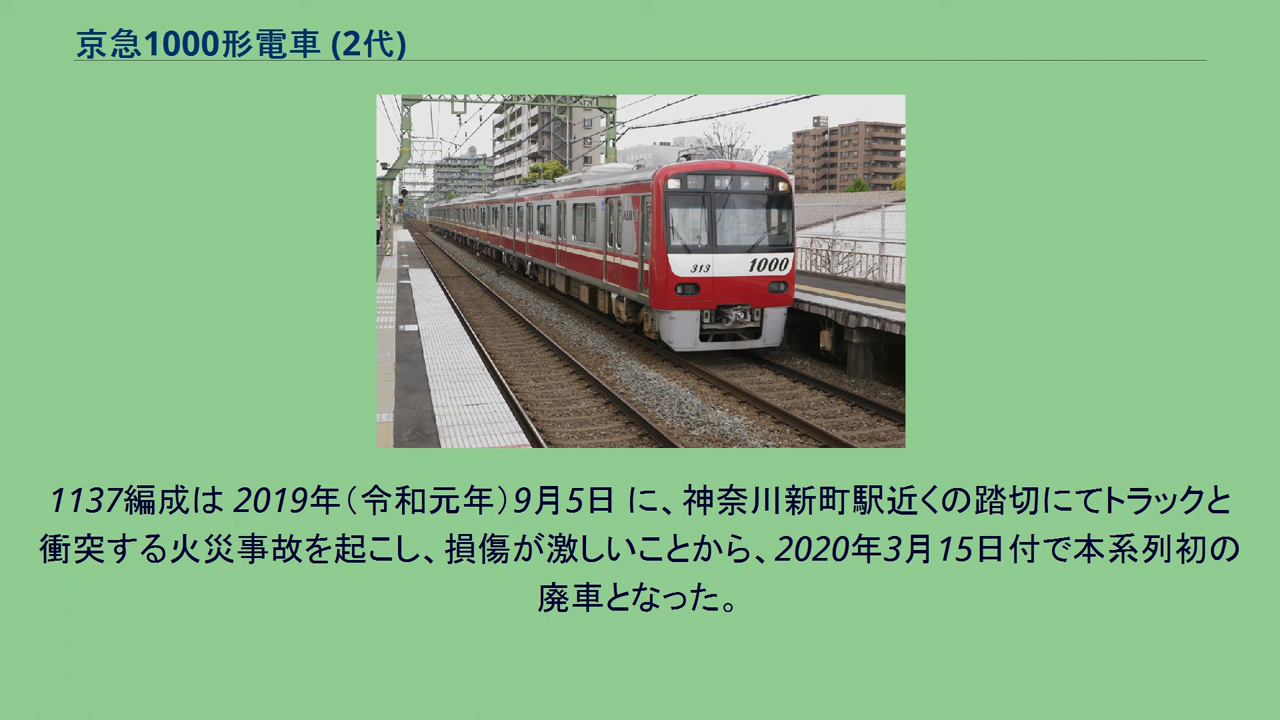 京急1000形電車 (2代)
313
1000
1137編成は 2019年（令和元年）9月5日 に、神奈川新町駅近くの踏切にてトラックと
衝突する火災事故を起こし、損傷が激しいことから、2020年3月15日付で本系列初の
廃車となった。